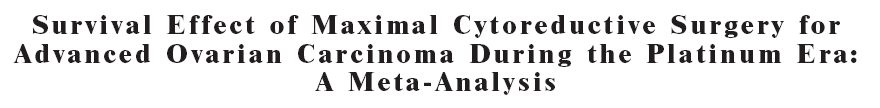 Survival Effect of Maximal Cytoreductive Surgery for
Advanced Ovarian Carcinoma During the Platinum Era:
A Meta-Analysis